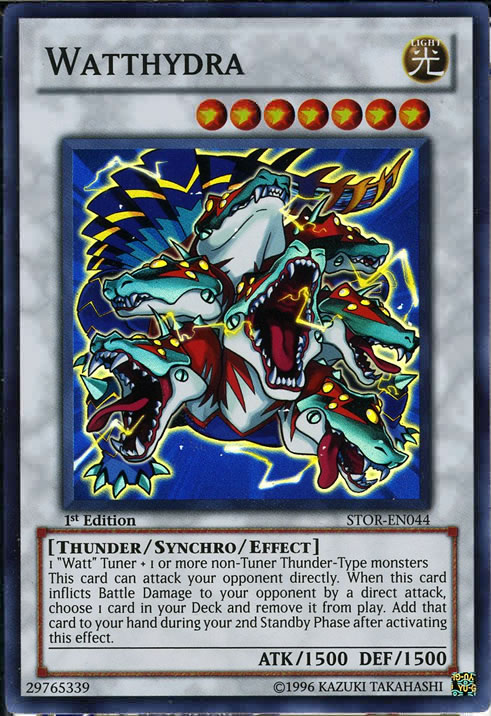 WATTHYDRA
LIGHT
光
1st Edition
STOR-EN044
[THUNDER/SYNCHRO/EFFECT]
1 "Watt" Tuner + 1 or more non-Tuner Thunder-Type monsters
This card can attack your opponent directly. When this card
inflicts Battle Damage to your opponent by a direct attack,
choose 1 card in your Deck and remove it from play. Add that
card to your hand during your 2nd Standby Phase after activating
this effect.
ATK/1500 DEF/1500
29765339
©1996 KAZUKI TAKAHASHI